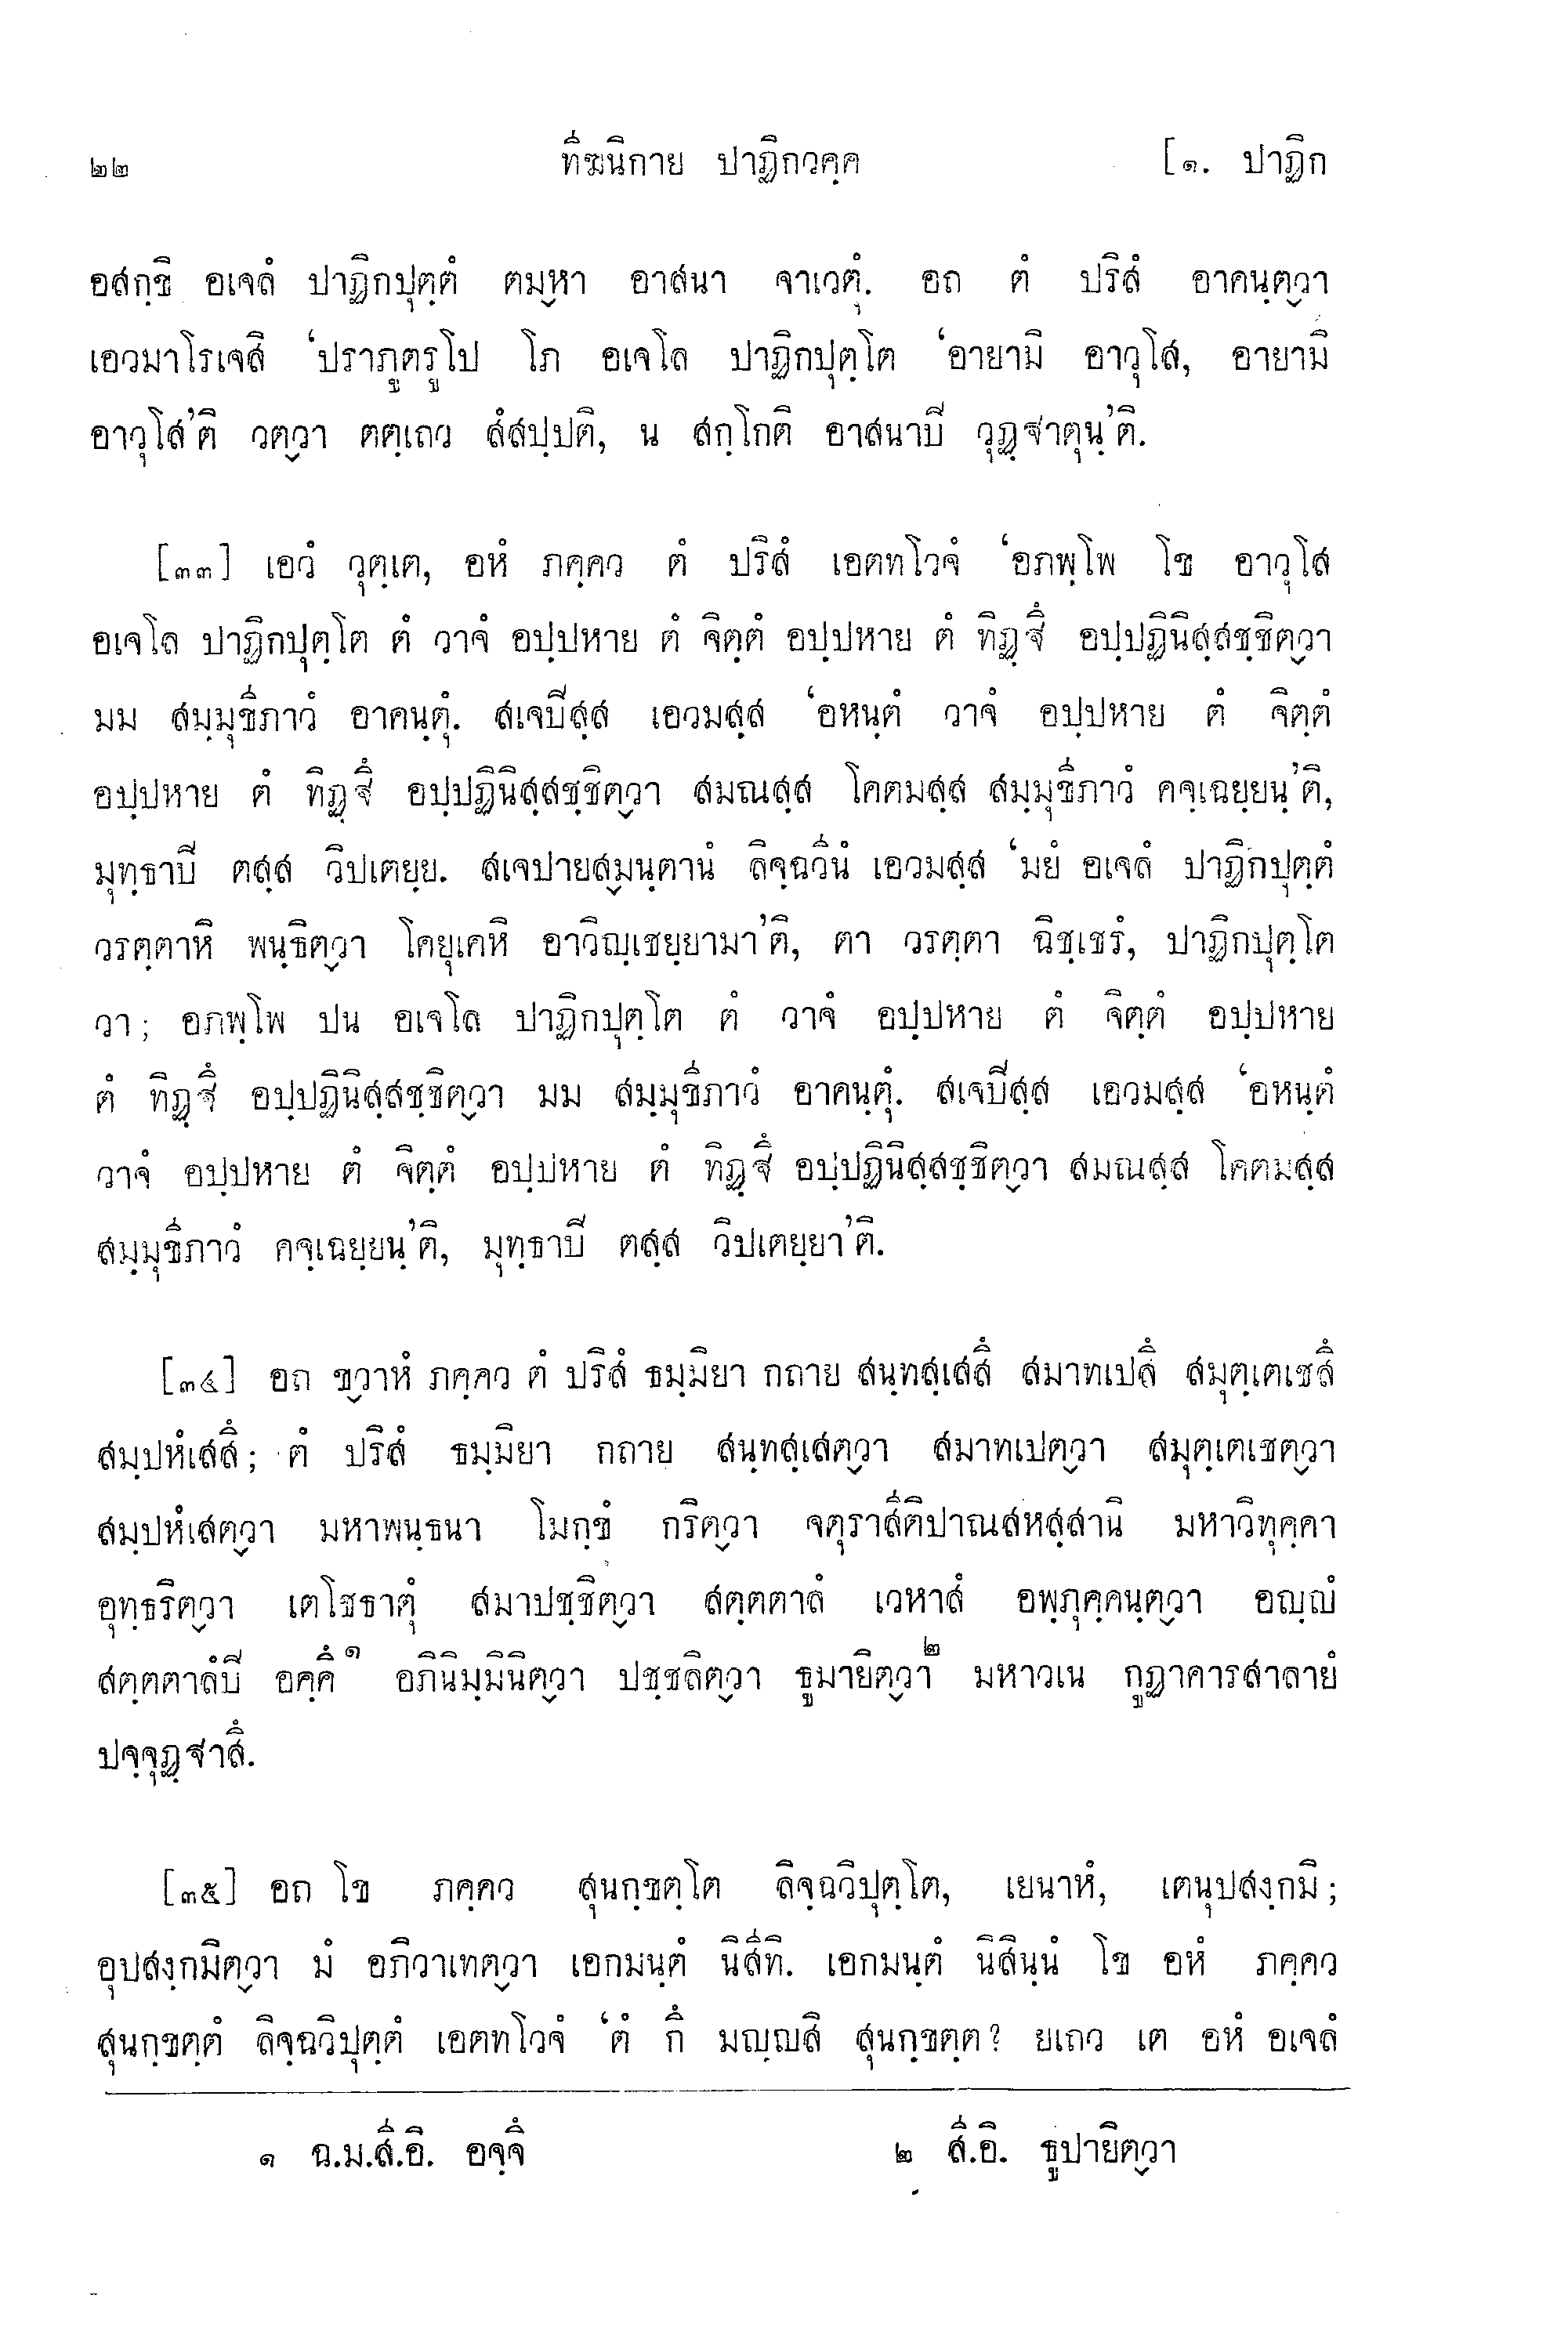 ๒๒ ทีฆนิกาย ปาฏิกวคฺค [๑. ปาฏิก
อสกฺขิ อเจลํ ปาฏิกปุตฺตํ ตมฺหา อาสนา จาเวตุํ. อถ ตํ ปริสํ อาคนฺตฺวา
เอวมาโรเจสิ ‘ปราภูตรูโป โภ อเจโล ปาฏิกปุตฺโต ‘อายามิ อาวุโส, อายามิ
อาวุโส’ติ วตฺวา ตตฺเถว สํสปฺปติ, น สกฺโกติ อาสนาปิ วุฏฺฐาตุนฺ’ติ.
[๓๓] เอวํ วุตฺเต, อหํ ภคฺคว ตํ ปริสํ เอตทโวจํ ‘อภพฺโพ โข อาวุโส
อเจโล ปาฏิกปุตฺโต ตํ วาจํ อปฺปหาย ตํ จิตฺตํ อปฺปหาย ตํ ทิฏฺฐึ อปฺปฏินิสฺสชฺชิตฺวา
มม สมฺมุขีภาวํ อาคนฺตุํ. สเจปิสฺส เอวมสฺส ‘อหนฺตํ วาจํ อปฺปหาย ตํ จิตฺตํ
อปฺปหาย ตํ ทิฏฺฐึ อปฺปฏินิสฺสชฺชิตฺวา สมณสฺส โคตมสฺส สมฺมุขีภาวํ คจฺเฉยฺยนฺ’ติ,
มุทฺธาปิ ตสฺส วิปเตยฺย. สเจปายสฺมนฺตานํ ลิจฺฉวีนํ เอวมสฺส ‘มยํ อเจลํ ปาฏิกปุตฺตํ
วรตฺตาหิ พนฺธิตฺวา โคยุเคหิ อาวิญฺเชยฺยามา’ติ, ตา วรตฺตา ฉิชฺเชรํ, ปาฏิกปุตฺโต
วา; อภพฺโพ ปน อเจโล ปาฏิกปุตฺโต ตํ วาจํ อปฺปหาย ตํ จิตฺตํ อปฺปหาย
ตํ ทิฏฺฐึ อปฺปฏินิสฺสชฺชิตฺวา มม สมฺมุขีภาวํ อาคนฺตุํ. สเจปิสฺส เอวมสฺส ‘อหนฺตํ
วาจํ อปฺปหาย ตํ จิตฺตํ อปฺปหาย ตํ ทิฏฺฐึ อปฺปฏินิสฺสชฺชิตฺวา สมณสฺส โคตมสฺส
สมฺมุขีภาวํ คจฺเฉยฺยนฺ’ติ, มุทฺธาปิ ตสฺส วิปเตยฺยา’ติ.
[๓๔] อถ ขฺวาหํ ภคฺคว ตํ ปริสํ ธมฺมิยา กถาย สนฺทสฺเสสึ สมาทเปสึ สมุตฺเตเชสึ
สมฺปหํเสสึ; ตํ ปริสํ ธมฺมิยา กถาย สนฺทสฺเสตฺวา สมาทเปตฺวา สมุตฺเตเชตฺวา
สมฺปหํเสตฺวา มหาพนฺธนา โมกฺขํ กริตฺวา จตุราสีติปาณสหสฺสานิ มหาวิทุคฺคา
อุทฺธริตฺวา เตโชธาตุํ สมาปชฺชิตฺวา สตฺตตาลํ เวหาสํ อพฺภุคฺคนฺตฺวา อญฺญํ
สตฺตตาลํปิ อคฺคึ๑ อภินิมฺมินิตฺวา ปชฺชลิตฺวา ธูมายิตฺวา๒ มหาวเน กูฏาคารสาลายํ
ปจฺจุฏฺฐาสึ.
[๓๕] อถ โข ภคฺคว สุนกฺขตฺโต ลิจฺฉวิปุตฺโต, เยนาหํ, เตนุปสงฺกมิ;
อุปสงฺกมิตฺวา มํ อภิวาเทตฺวา เอกมนฺตํ นิสีทิ. เอกมนฺตํ นิสินฺนํ โข อหํ ภคฺคว
สุนกฺขตฺตํ ลิจฺฉวิปุตฺตํ เอตทโวจํ ‘ตํ กึ มญฺญสิ สุนกฺขตฺต? ยเถว เต อหํ อเจลํ
๑ ฉ.ม.สี.อิ. อจฺจึ ๒ สี.อิ. ธูปายิตฺวา